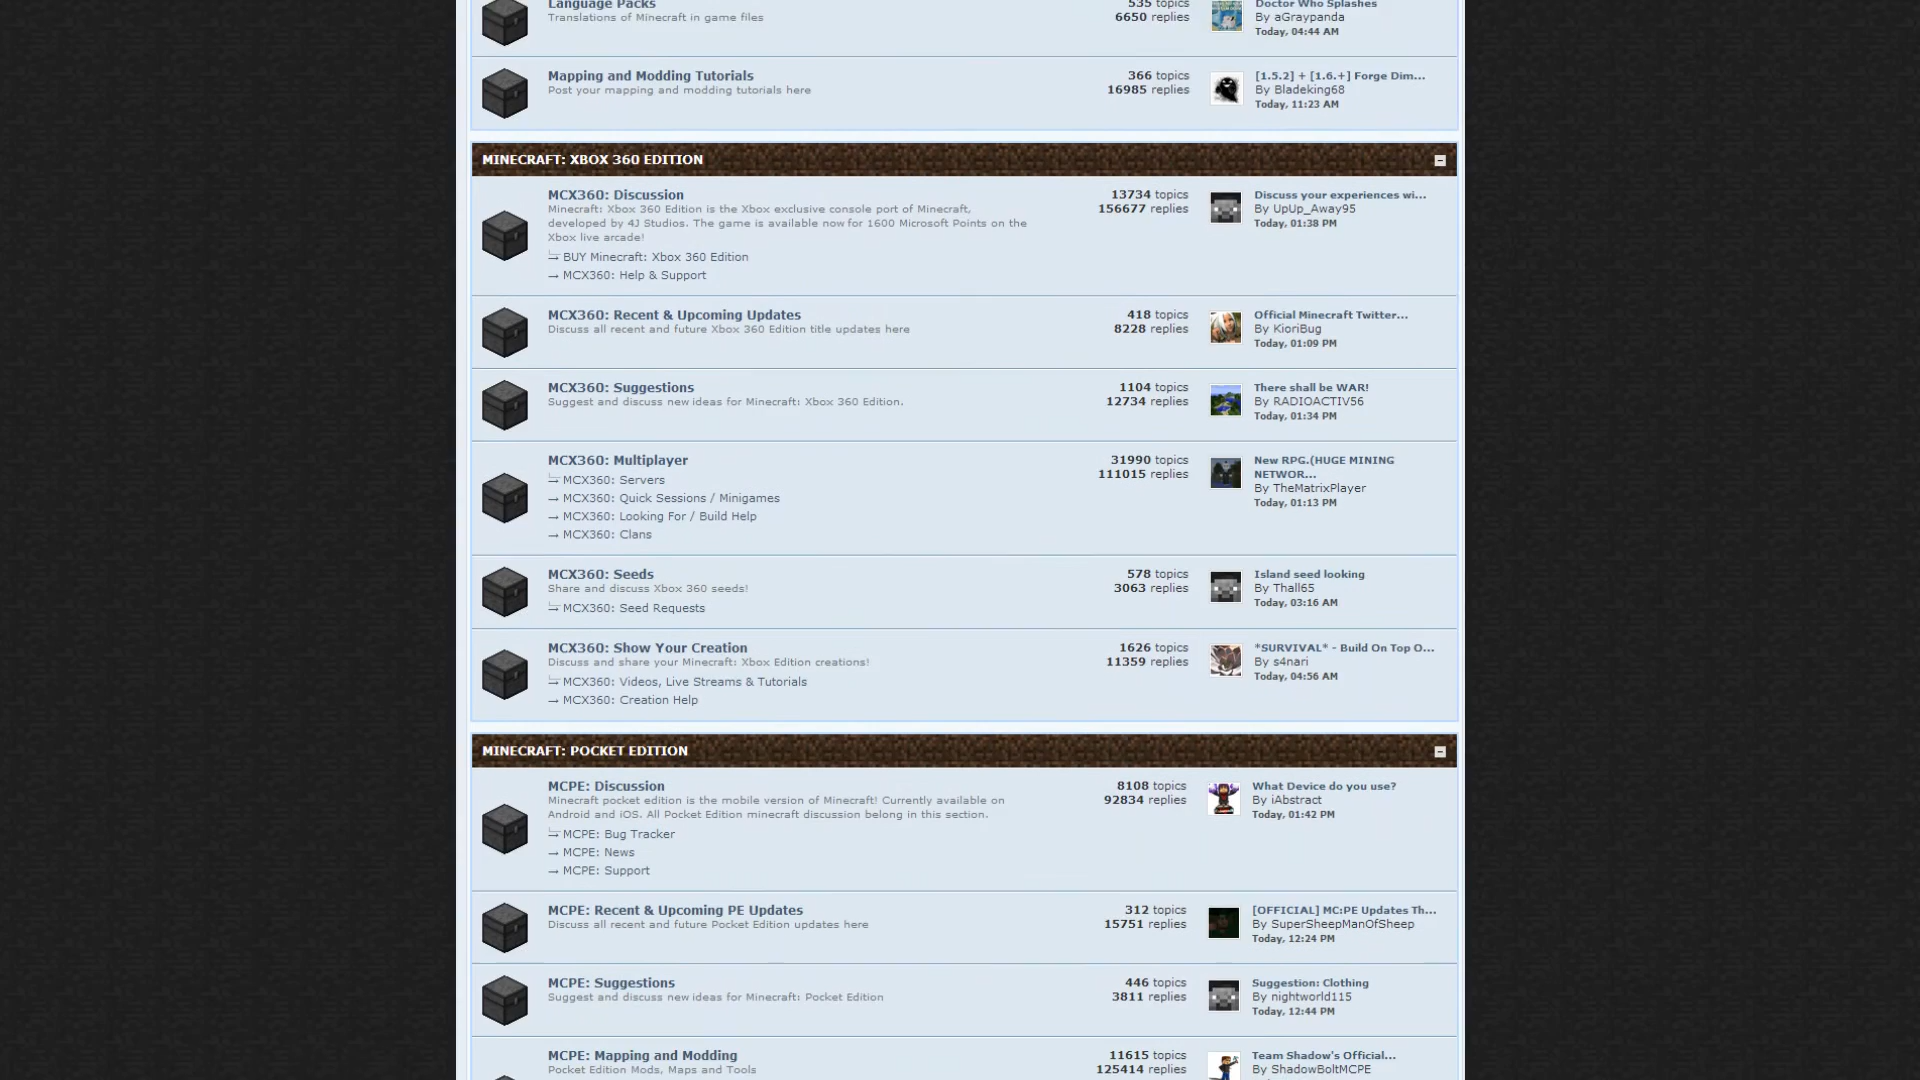 Language Packs
Translations of Minecraft in game files
535 topics
6650 replies
Doctor Who Splashes
By aGraypanda
Today, 04:44 AM
Mapping and Modding Tutorials
Post your mapping and modding tutorials here
366 topics
16985 replies
[1.5.2] + [1.6.+] Forge Dim...
By Bladeking68
Today, 11:23 AM
MINECRAFT: XBOX 360 EDITION
MCX360: Discussion
Minecraft: Xbox 360 Edition is the Xbox exclusive console port of Minecraft,
developed by 4J Studios. The game is available now for 1600 Microsoft Points on the
Xbox live arcade!
BUY Minecraft: Xbox 360 Edition
MCX360: Help & Support
13734 topics
156677 replies
Discuss your experiences wi...
By UpUp_Away95
Today, 01:38 PM
MCX360: Recent & Upcoming Updates
Discuss all recent and future Xbox 360 Edition title updates here
418 topics
8228 replies
Official Minecraft Twitter...
By KioriBug
Today, 01:09 PM
MCX360: Suggestions
Suggest and discuss new ideas for Minecraft: Xbox 360 Edition.
1104 topics
12734 replies
There shall be WAR!
By RADIOACTIV56
Today, 01:34 PM
MCX360: Multiplayer
MCX360: Servers
MCX360: Quick Sessions / Minigames
MCX360: Looking For / Build Help
MCX360: Clans
31990 topics
111015 replies
New RPG.(HUGE MINING
NETWOR...
By TheMatrixPlayer
Today, 01:13 PM
MCX360: Seeds
Share and discuss Xbox 360 seeds!
MCX360: Seed Requests
578 topics
3063 replies
Island seed looking
By Thall65
Today, 03:16 AM
MCX360: Show Your Creation
Discuss and share your Minecraft: Xbox Edition creations!
MCX360: Videos, Live Streams & Tutorials
MCX360: Creation Help
1626 topics
11359 replies
*SURVIVAL* - Build On Top O...
By s4nari
Today, 04:56 AM
MINECRAFT: POCKET EDITION
MCPE: Discussion
Minecraft pocket edition is the mobile version of Minecraft! Currently available on
Android and iOS. All Pocket Edition minecraft discussion belong in this section.
MCPE: Bug Tracker
MCPE: News
MCPE: Support
8108 topics
92834 replies
What Device do you use?
By iAbstract
Today, 01:42 PM
MCPE: Recent & Upcoming PE Updates
Discuss all recent and future Pocket Edition updates here
312 topics
15751 replies
[OFFICIAL] MC:PE Updates Th...
By SuperSheepManOfSheep
Today, 12:24 PM
MCPE: Suggestions
Suggest and discuss new ideas for Minecraft: Pocket Edition
446 topics
3811 replies
Suggestion: Clothing
By nightworld115
Today, 12:44 PM
MCPE: Mapping and Modding
Pocket Edition Mods, Maps and Tools
11615 topics
125414 replies
Team Shadow's Official...
By ShadowBoltMCPE